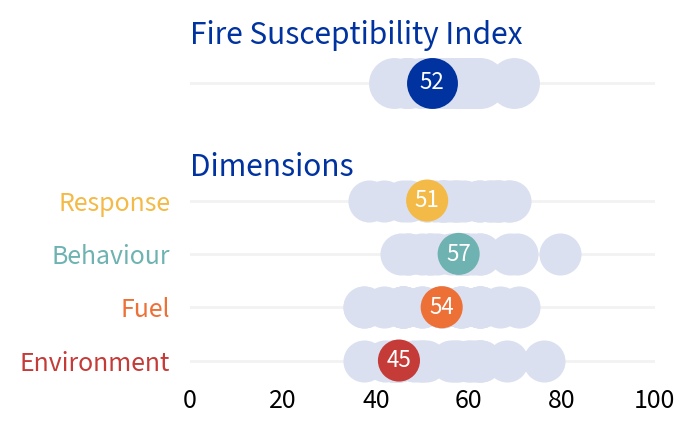 Fire Susceptibility Index
52
Dimensions
Response 51
Behaviour 57
Fuel 54
Environment 45
0 20 40 60 80 100